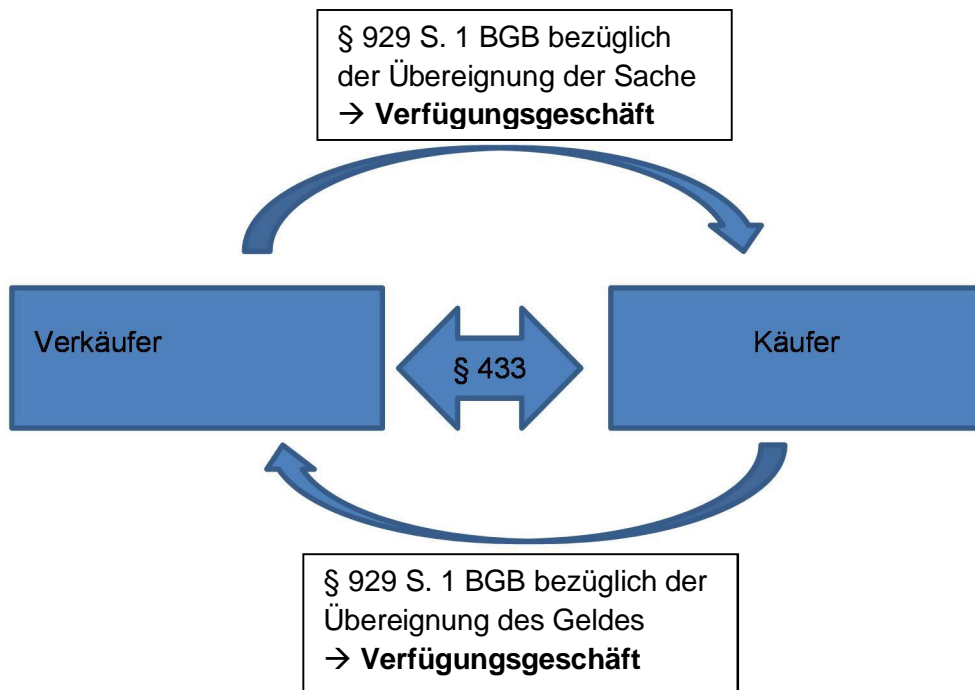 § 929 S. 1 BGB bezüglich
der Übereignung der Sache
→ Verfügungsgeschäft
Verkäufer
§ 433
Käufer
§ 929 S. 1 BGB bezüglich der
Übereignung des Geldes
→ Verfügungsgeschäft